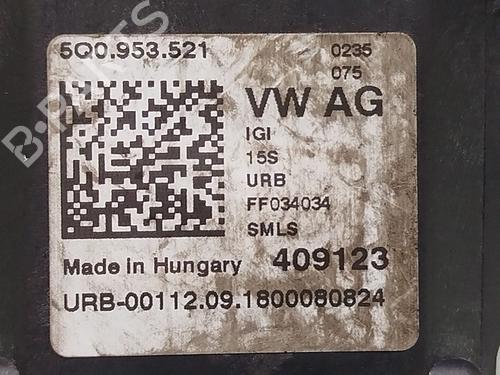 5Q0.953.521
0235
075
VW AG
IGI
15S
URB
FF034034
SMLS
Made in Hungary 409123
URB-00112.09.1800080824
B-PARTS